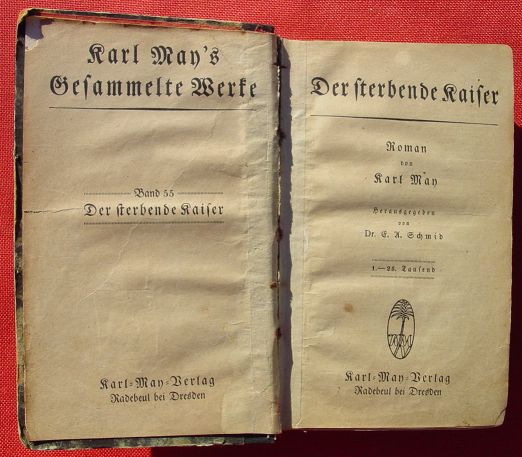 Karl May's
Gesammelte Werke
Band 55
Der sterbende Kaiser
Karl=May=Verlag
Radebeul bei Dresden
Der sterbende Kaiser
Roman
von
Karl May
Herausgegeben
von
Dr. E. A. Schmid
1.—25. Tausend
Karl=May=Verlag
Radebeul bei Dresden